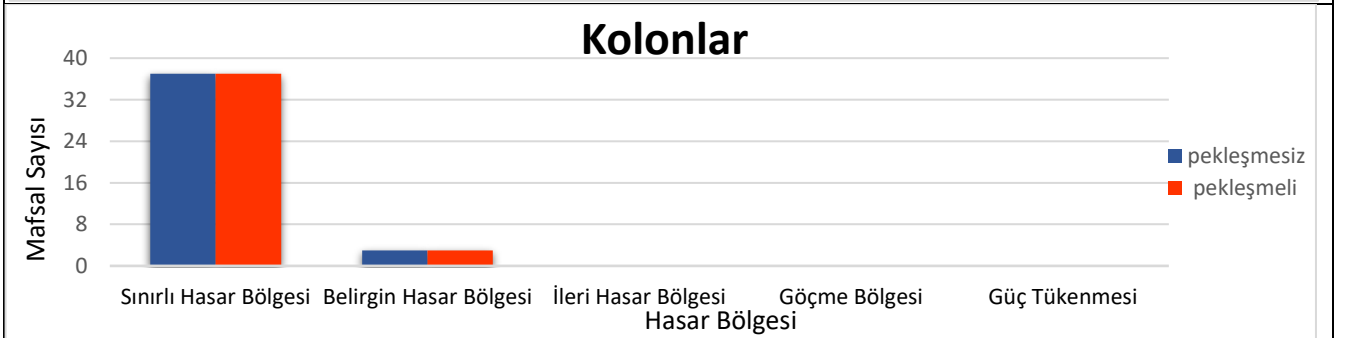 Kolonlar
40
32
24
16
8
0
Mafsal Sayısı
Sınırlı Hasar Bölgesi Belirgin Hasar Bölgesi İleri Hasar Bölgesi Göçme Bölgesi Güç Tükenmesi
Hasar Bölgesi
pekleşmesiz
pekleşmeli